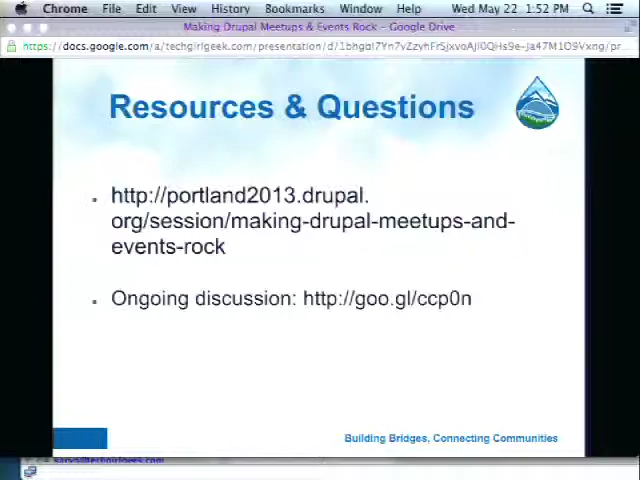 Chrome File Edit View History Bookmarks Window Help Wed May 22 1:52 PM
Making Drupal Meetups & Events Rock – Google Drive
Resources & Questions
http://portland2013.drupal.
org/session/making-drupal-meetups-and-
events-rock
Ongoing discussion: http://goo.gl/ccp0n
Building Bridges, Connecting Communities